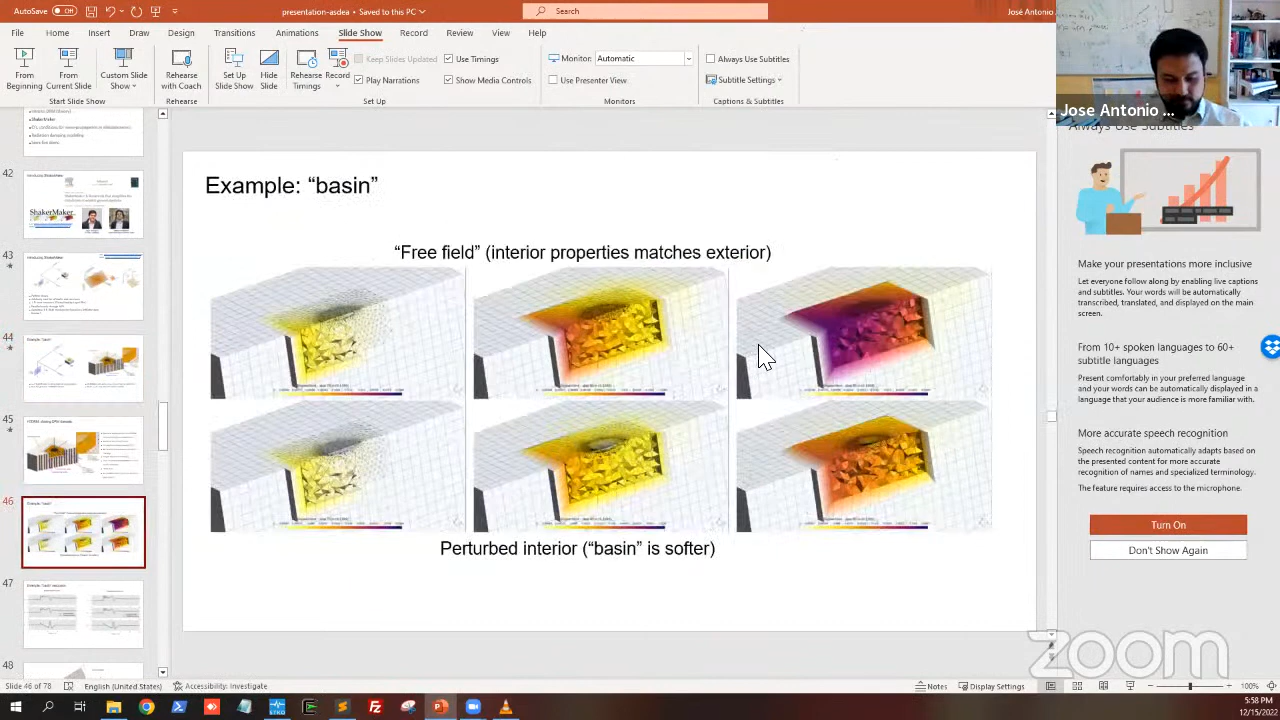 AutoSave Off
presentation-asdea • Saved to this PC
Search
José Antonio
File Home Insert Draw Design Transitions Animations Slide Show Record Review View Help
From Beginning
From Current Slide
Custom Slide Show
Start Slide Show
Rehearse with Coach
Rehearse
Set Up Slide Show
Hide Slide
Rehearse Timings
Record
Keep Slides Updated
Play Narrations
Use Timings
Show Media Controls
Set Up
Monitor: Automatic
Use Presenter View
Monitors
Always Use Subtitles
Subtitle Settings
Captions & Subtitles
Jose Antonio ...
Always Use Subtitles
42
ShakerMaker
43
44
45
46
47
48
Example: “basin”
“Free field” (interior properties matches exterior)
Perturbed interior (“basin” is softer)
Make your presentations more inclusive
Let everyone follow along by enabling live captions
and subtitles. Your words will be automatically
transcribed, translated, and displayed on the main
screen.
From 10+ spoken languages to 60+
subtitle languages
Present comfortably in your preferred language
and your words can be automatically displayed in a
language that your audience is more familiar with.
More accurate speech recognition
Speech recognition automatically adapts based on
the presented content for more accurate
recognition of names and specialized terminology.
The feature requires access to the microphone.
Turn On
Don't Show Again
zoom
Slide 46 of 78 English (United States) Accessibility: Investigate
Notes Display Settings 100%
STKO
5:58 PM
12/15/2022